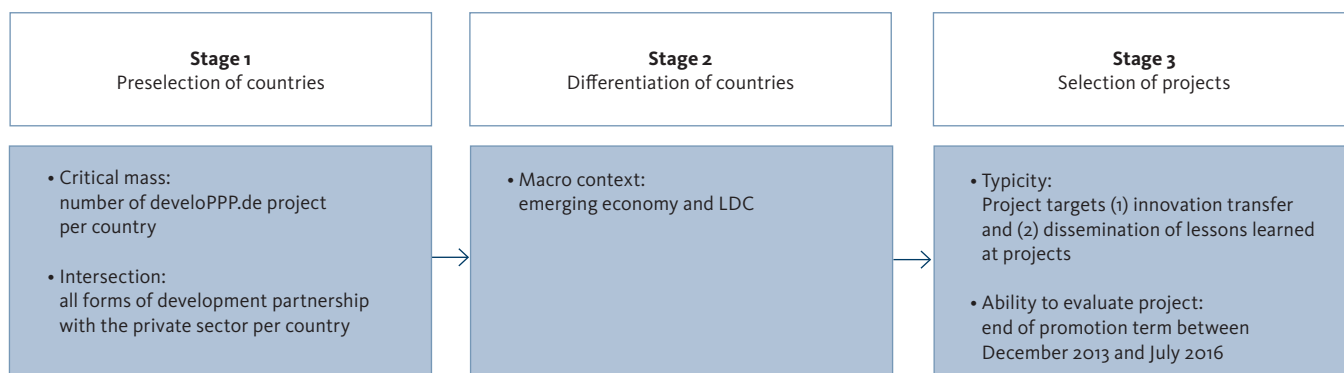 Stage 1
Preselection of countries
Stage 2
Differentiation of countries
Stage 3
Selection of projects
• Critical mass:
number of develoPPP.de project
per country
• Intersection:
all forms of development partnership
with the private sector per country
• Macro context:
emerging economy and LDC
• Typicity:
Project targets (1) innovation transfer
and (2) dissemination of lessons learned
at projects
• Ability to evaluate project:
end of promotion term between
December 2013 and July 2016